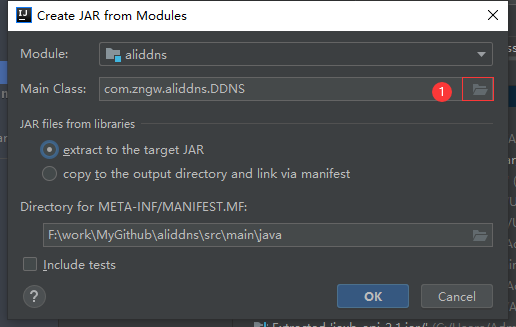 Create JAR from Modules
Module: aliddns
Main Class: com.zngw.aliddns.DDNS 1
JAR files from libraries
extract to the target JAR
copy to the output directory and link via manifest
Directory for META-INF/MANIFEST.MF:
F:\work\MyGithub\aliddns\src\main\java
Include tests
? OK Cancel